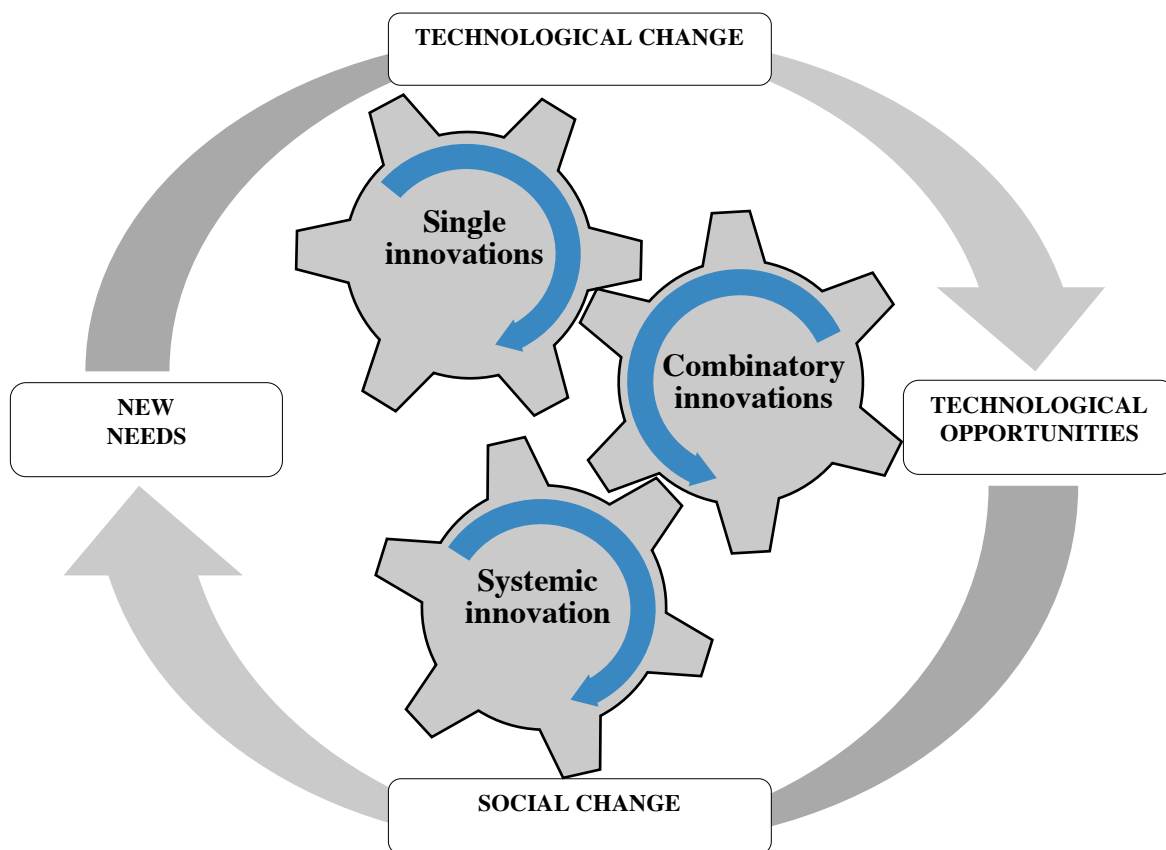 TECHNOLOGICAL CHANGE
Single
innovations
Combinatory
innovations
NEW
NEEDS
TECHNOLOGICAL
OPPORTUNITIES
Systemic
innovation
SOCIAL CHANGE